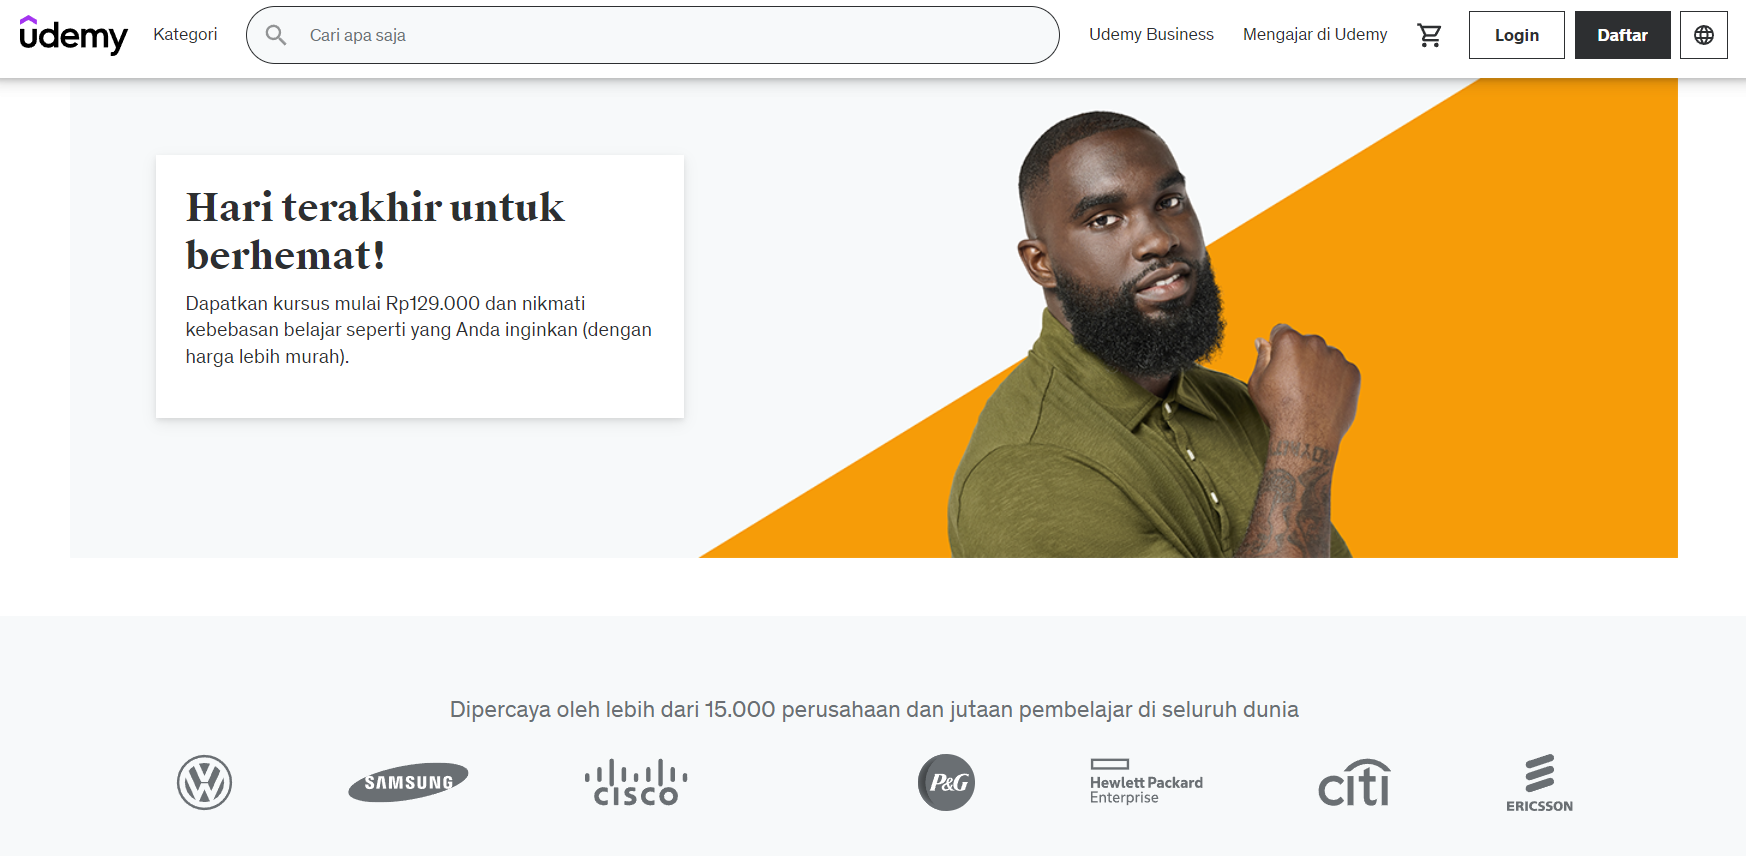 udemy
Kategori
Cari apa saja
Udemy Business
Mengajar di Udemy
Login
Daftar
Hari terakhir untuk
berhemat!
Dapatkan kursus mulai Rp129.000 dan nikmati
kebebasan belajar seperti yang Anda inginkan (dengan
harga lebih murah).
Dipercaya oleh lebih dari 15.000 perusahaan dan jutaan pembelajar di seluruh dunia
SAMSUNG
CISCO
P&G
Hewlett Packard
Enterprise
citi
ERICSSON